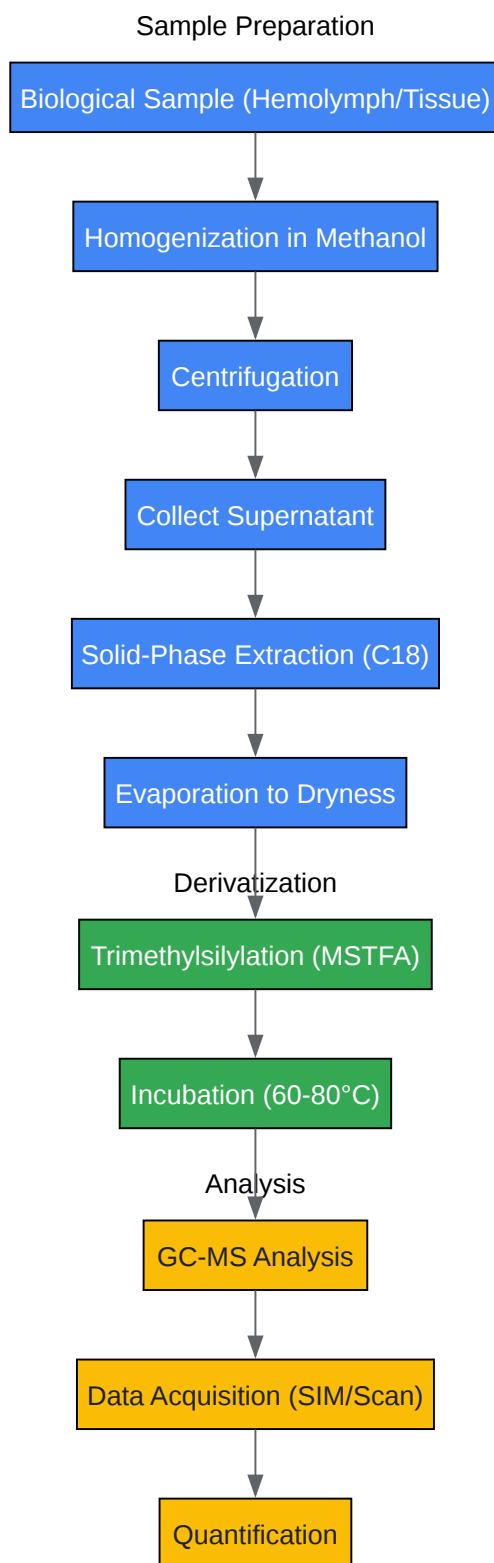 Sample Preparation
Biological Sample (Hemolymph/Tissue)
Homogenization in Methanol
Centrifugation
Collect Supernatant
Solid-Phase Extraction (C18)
Evaporation to Dryness
Derivatization
Trimethylsilylation (MSTFA)
Incubation (60-80°C)
Analysis
GC-MS Analysis
Data Acquisition (SIM/Scan)
Quantification